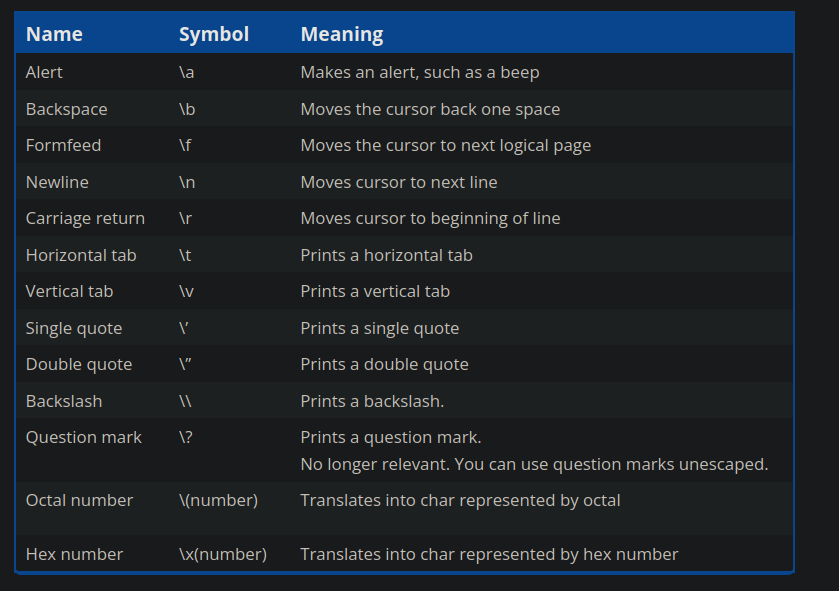 Name Symbol Meaning
Alert \a Makes an alert, such as a beep
Backspace \b Moves the cursor back one space
Formfeed \f Moves the cursor to next logical page
Newline \n Moves cursor to next line
Carriage return \r Moves cursor to beginning of line
Horizontal tab \t Prints a horizontal tab
Vertical tab \v Prints a vertical tab
Single quote \’ Prints a single quote
Double quote \” Prints a double quote
Backslash \\ Prints a backslash.
Question mark \? Prints a question mark.
No longer relevant. You can use question marks unescaped.
Octal number \(number) Translates into char represented by octal
Hex number \x(number) Translates into char represented by hex number